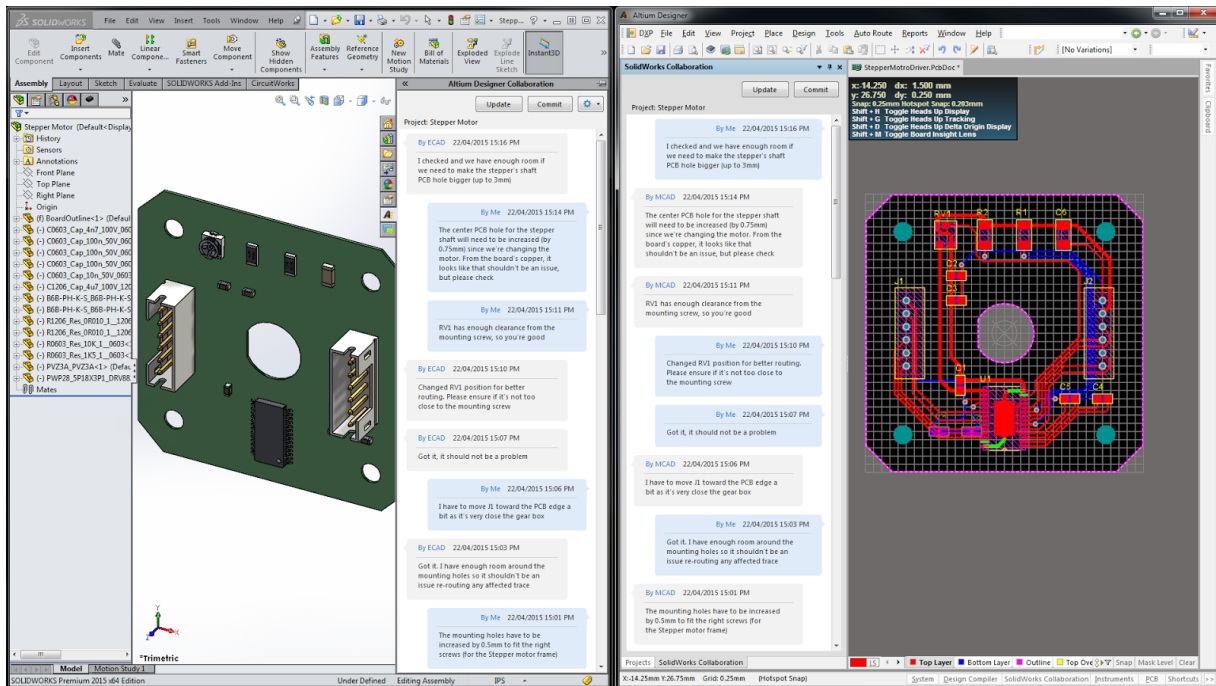 SOLIDWORKS File Edit View Insert Tools Window Help Stepp...
Edit Component
Insert Components
Mate
Linear Compone...
Smart Fasteners
Move Component
Show Hidden Components
Assembly Features
Reference Geometry
New Motion Study
Bill of Materials
Exploded View
Explode Line Sketch
Instant3D
Assembly Layout Sketch Evaluate SOLIDWORKS Add-Ins CircuitWorks
Stepper Motor (Default<Display
History
Sensors
Annotations
Front Plane
Top Plane
Right Plane
Origin
(f) BoardOutline<1> (Defaul
(-) C0603_Cap_4n7_100V_060
(-) C0603_Cap_100n_50V_060
(-) C0603_Cap_100n_50V_060
(-) C0603_Cap_100n_50V_060
(-) C0603_Cap_10n_50V_0603
(-) C1206_Cap_4u7_100V_120
(-) B6B-PH-K-S_B6B-PH-K-S
(-) B6B-PH-K-S_B6B-PH-K-S
(-) R1206_Res_0R010_1__1206
(-) R1206_Res_0R010_1__1206
(-) R0603_Res_10K_1__0603<
(-) R0603_Res_1K5_1__0603<
(-) PVZ3A_PVZ3A<1> (Defau
(-) PWP28_5P18X3P1_DRV88
Mates
*Trimetric
Model Motion Study 1
SOLIDWORKS Premium 2015 x64 Edition Under Defined Editing Assembly IPS
Altium Designer Collaboration
Update Commit
Project: Stepper Motor
By ECAD 22/04/2015 15:16 PM
I checked and we have enough room if
we need to make the stepper's shaft
PCB hole bigger (up to 3mm)
By Me 22/04/2015 15:14 PM
The center PCB hole for the stepper
shaft will need to be increased (by
0.75mm) since we're changing the
motor. From the board's copper, it
looks like that shouldn't be an issue,
but please check
By Me 22/04/2015 15:11 PM
RV1 has enough clearance from the
mounting screw, so you're good
By ECAD 22/04/2015 15:10 PM
Changed RV1 position for better
routing. Please ensure if it's not too
close to the mounting screw
By ECAD 22/04/2015 15:07 PM
Got it, it should not be a problem
By Me 22/04/2015 15:06 PM
I have to move J1 toward the PCB edge a
bit as it's very close the gear box
By ECAD 22/04/2015 15:03 PM
Got it. I have enough room around the
mounting holes so it shouldn't be an
issue re-routing any affected trace
By Me 22/04/2015 15:01 PM
The mounting holes have to be
increased by 0.5mm to fit the right
screws (for the Stepper motor frame)
Altium Designer
DXP File Edit View Project Place Design Tools Auto Route Reports Window Help
[No Variations]
SolidWorks Collaboration
Update Commit
Project: Stepper Motor
By Me 22/04/2015 15:16 PM
I checked and we have enough room if
we need to make the stepper's shaft
PCB hole bigger (up to 3mm)
By MCAD 22/04/2015 15:14 PM
The center PCB hole for the stepper shaft
will need to be increased (by 0.75mm)
since we're changing the motor. From the
board's copper, it looks like that
shouldn't be an issue, but please check
By MCAD 22/04/2015 15:11 PM
RV1 has enough clearance from the
mounting screw, so you're good
By Me 22/04/2015 15:10 PM
Changed RV1 position for better routing.
Please ensure if it's not too close to
the mounting screw
By Me 22/04/2015 15:07 PM
Got it, it should not be a problem
By MCAD 22/04/2015 15:06 PM
I have to move J1 toward the PCB edge a
bit as it's very close the gear box
By Me 22/04/2015 15:03 PM
Got it. I have enough room around the
mounting holes so it shouldn't be an
issue re-routing any affected trace
By MCAD 22/04/2015 15:01 PM
The mounting holes have to be increased
by 0.5mm to fit the right screws (for
the Stepper motor frame)
Projects SolidWorks Collaboration
StepperMotroDriver.PcbDoc *
x:-14.250 dx: 1.500 mm
y: 26.750 dy: 0.250 mm
Snap: 0.25mm Hotspot Snap: 0.203mm
Shift + H Toggle Heads Up Display
Shift + G Toggle Heads Up Tracking
Shift + D Toggle Heads Up Delta Origin Display
Shift + M Toggle Board Insight Lens
RV1 R2 R1 C6
C2
J1
J2
U1
C5 C4
Favorites
Clipboard
LS Top Layer Bottom Layer Outline Top Ove Snap Mask Level Clear
X:-14.25mm Y:26.75mm Grid: 0.25mm (Hotspot Snap) System Design Compiler SolidWorks Collaboration Instruments PCB Shortcuts >>